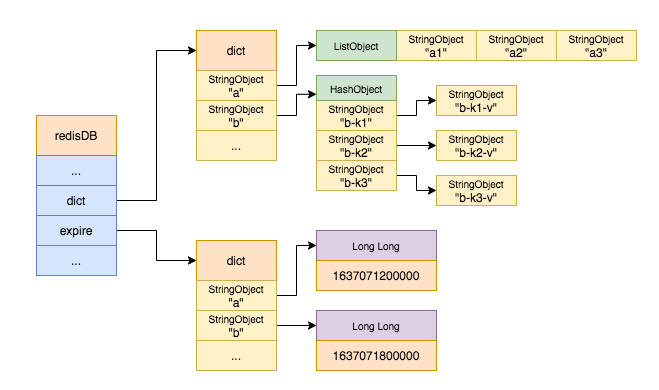 redisDB
...
dict
expire
...
dict
StringObject
"a"
StringObject
"b"
...
ListObject
StringObject
"a1"
StringObject
"a2"
StringObject
"a3"
HashObject
StringObject
"b-k1"
StringObject
"b-k2"
StringObject
"b-k3"
StringObject
"b-k1-v"
StringObject
"b-k2-v"
StringObject
"b-k3-v"
dict
StringObject
"a"
StringObject
"b"
...
Long Long
1637071200000
Long Long
1637071800000